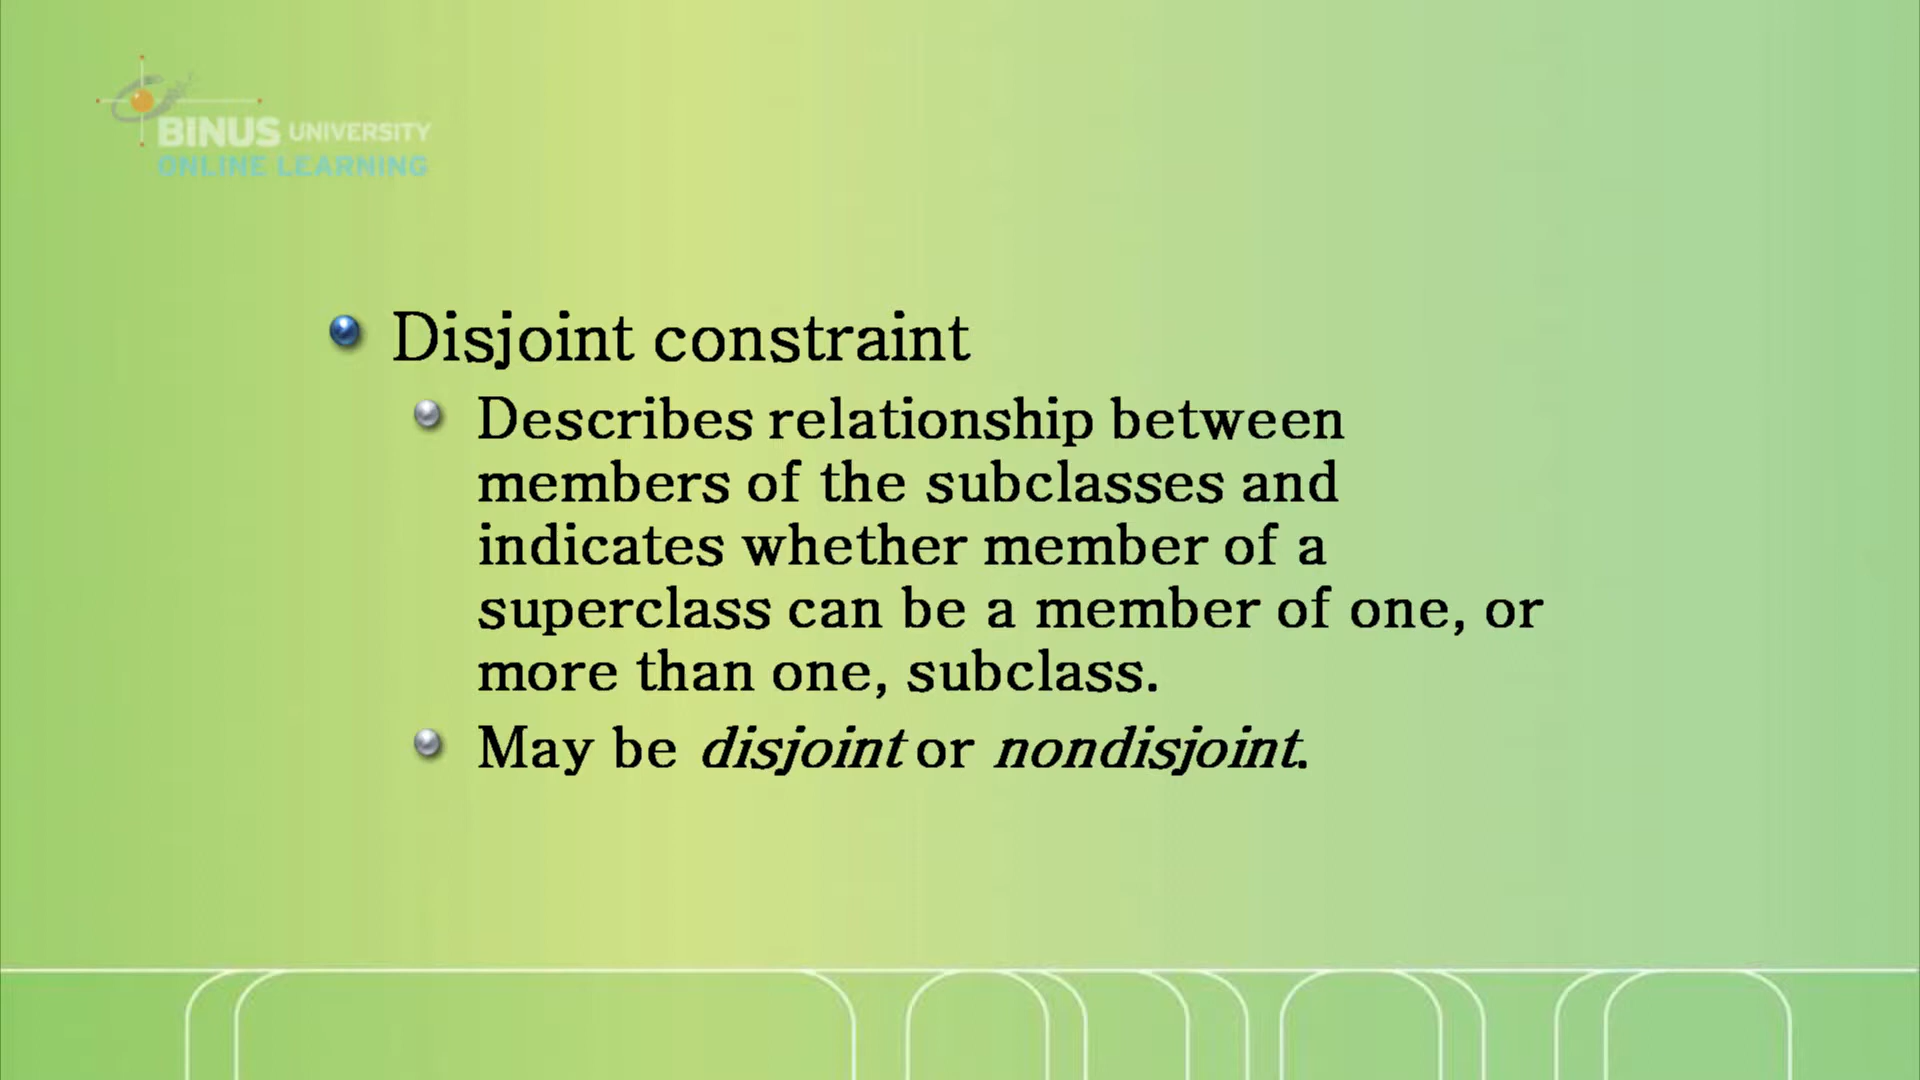 BINUS UNIVERSITY
ONLINE LEARNING
Disjoint constraint
Describes relationship between
members of the subclasses and
indicates whether member of a
superclass can be a member of one, or
more than one, subclass.
May be disjoint or nondisjoint.